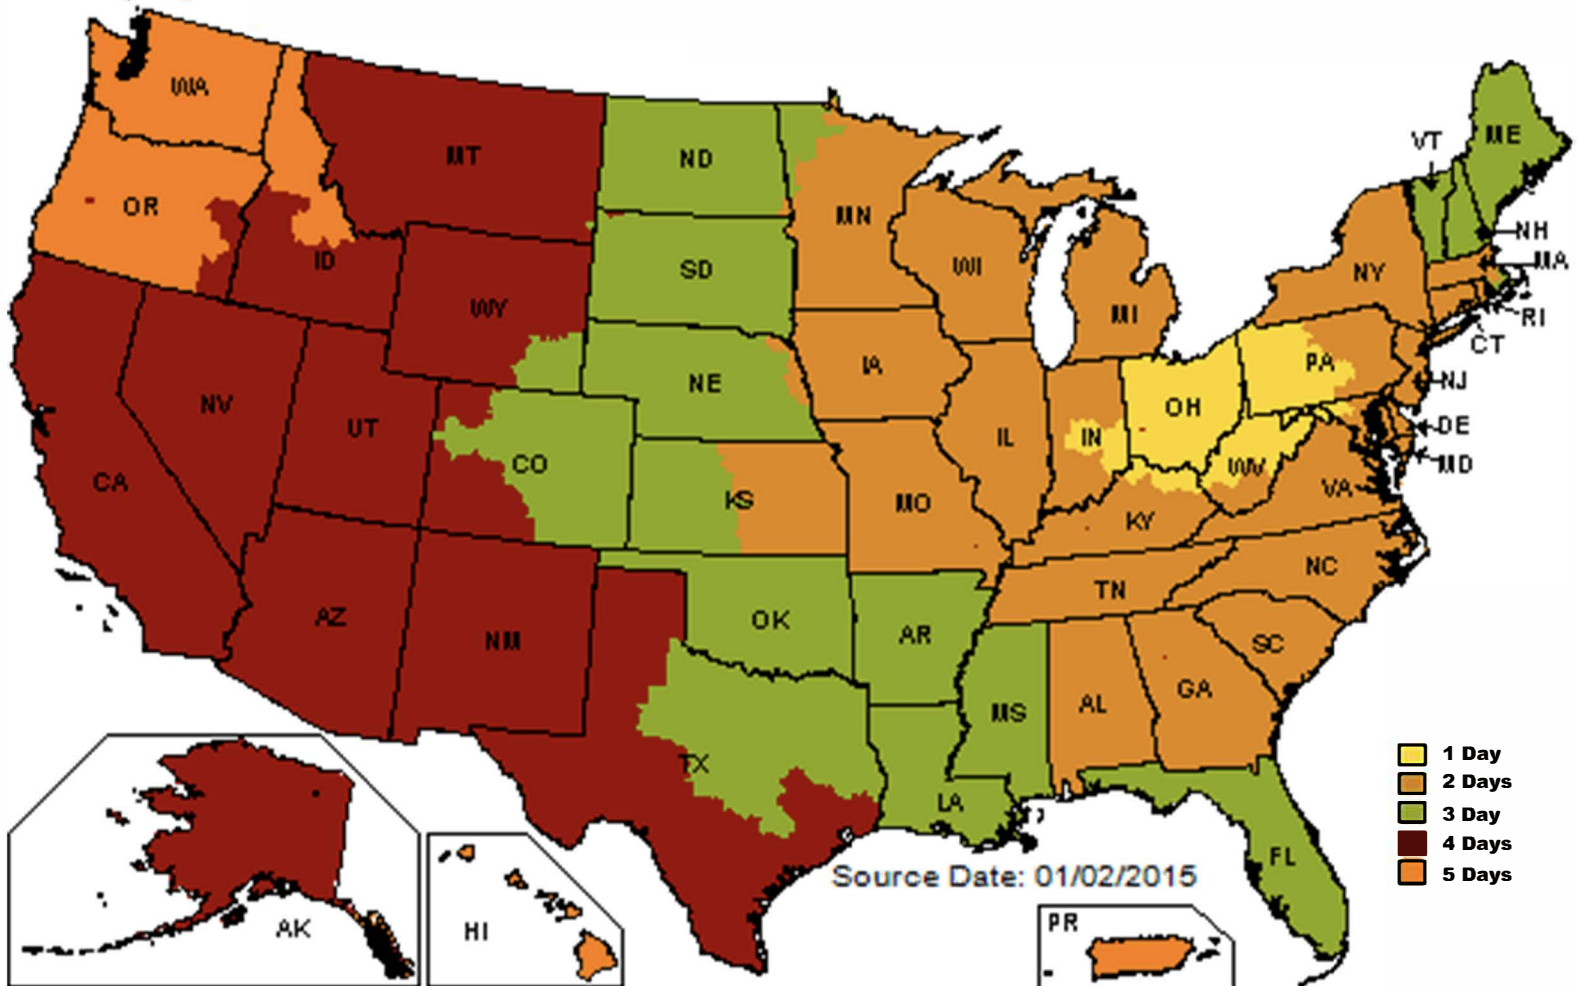 WA
MT
ND
VT
ME
OR
MN
ID
SD
WI
NH
MA
NY
WY
MI
RI
CT
IA
PA
NE
NJ
NV
OH
UT
IN
DE
IL
CO
WV
MD
CA
KS
MO
VA
KY
NC
TN
AZ
OK
AR
NM
SC
GA
MS
AL
TX
LA
FL
1 Day
2 Days
3 Day
4 Days
5 Days
Source Date: 01/02/2015
AK
HI
PR